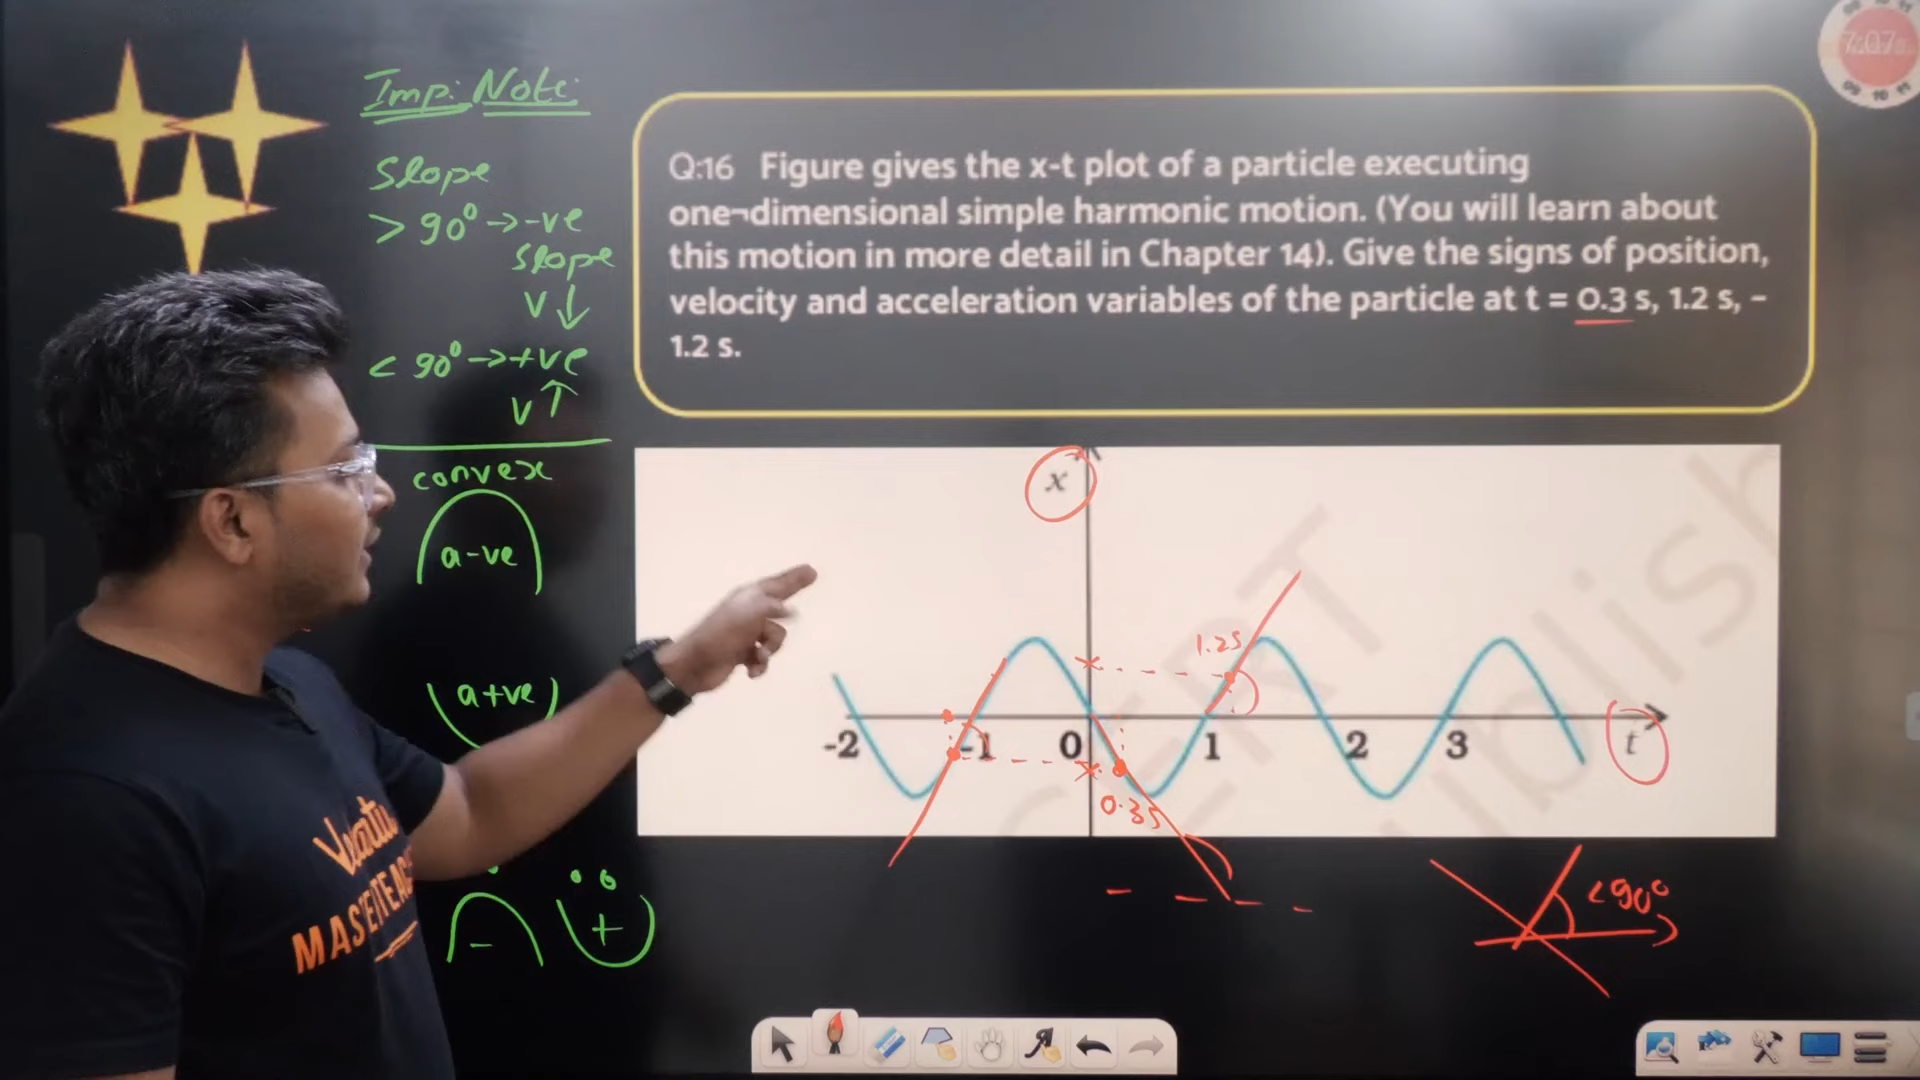 Imp: Note:
Slope
> 90° → -ve
slope
v ↓
< 90° → +ve
v ↑
convex
a-ve
a+ve
-
+
Q:16 Figure gives the x-t plot of a particle executing
one¬dimensional simple harmonic motion. (You will learn about
this motion in more detail in Chapter 14). Give the signs of position,
velocity and acceleration variables of the particle at t = 0.3 s, 1.2 s, –
1.2 s.
x
1.2s
-2 -1 0 1 2 3 t
0.3s
<90°
MASTERTEAC